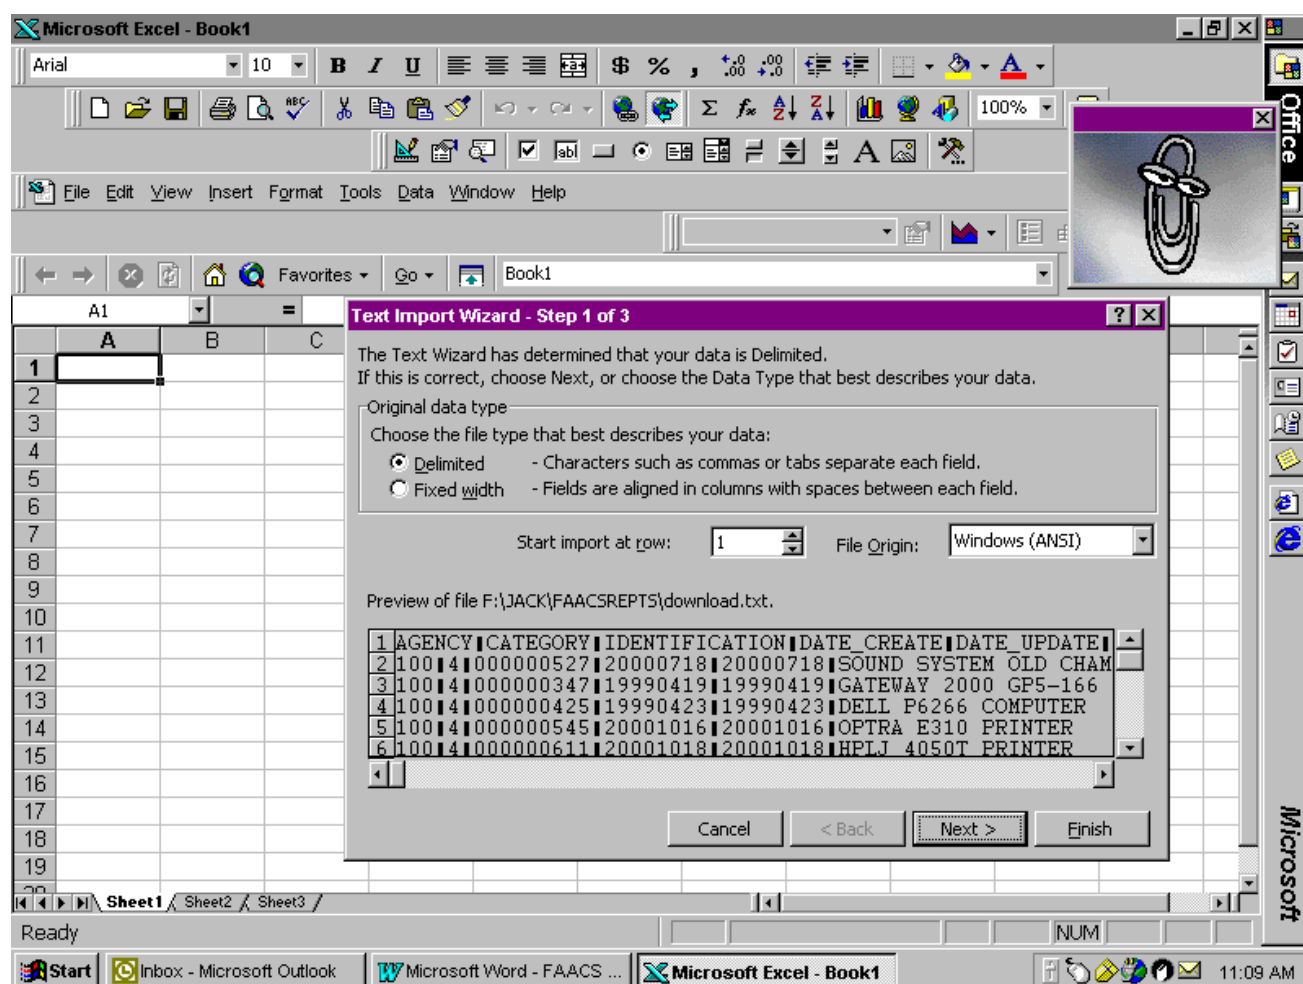 Microsoft Excel - Book1
Arial 10 B I U $ % , .00 .00 A
ABC Σ fx A Z Z A 100%
ab A
File Edit View Insert Format Tools Data Window Help
Favorites Go Book1
A1 =
A B C
Text Import Wizard - Step 1 of 3
The Text Wizard has determined that your data is Delimited.
If this is correct, choose Next, or choose the Data Type that best describes your data.
Original data type
Choose the file type that best describes your data:
Delimited - Characters such as commas or tabs separate each field.
Fixed width - Fields are aligned in columns with spaces between each field.
Start import at row: 1 File Origin: Windows (ANSI)
Preview of file F:\JACK\FAACSREPTS\download.txt.
1 AGENCY▮CATEGORY▮IDENTIFICATION▮DATE_CREATE▮DATE_UPDATE▮
2 100▮4▮000000527▮20000718▮20000718▮SOUND SYSTEM OLD CHAM
3 100▮4▮000000347▮19990419▮19990419▮GATEWAY 2000 GP5-166
4 100▮4▮000000425▮19990423▮19990423▮DELL P6266 COMPUTER
5 100▮4▮000000545▮20001016▮20001016▮OPTRA E310 PRINTER
6 100▮4▮000000611▮20001018▮20001018▮HPLJ 4050T PRINTER
Cancel < Back Next > Finish
1
2
3
4
5
6
7
8
9
10
11
12
13
14
15
16
17
18
19
20
Sheet1 Sheet2 Sheet3
Ready NUM
Start Inbox - Microsoft Outlook Microsoft Word - FAACS ... Microsoft Excel - Book1 11:09 AM
Office
Microsoft